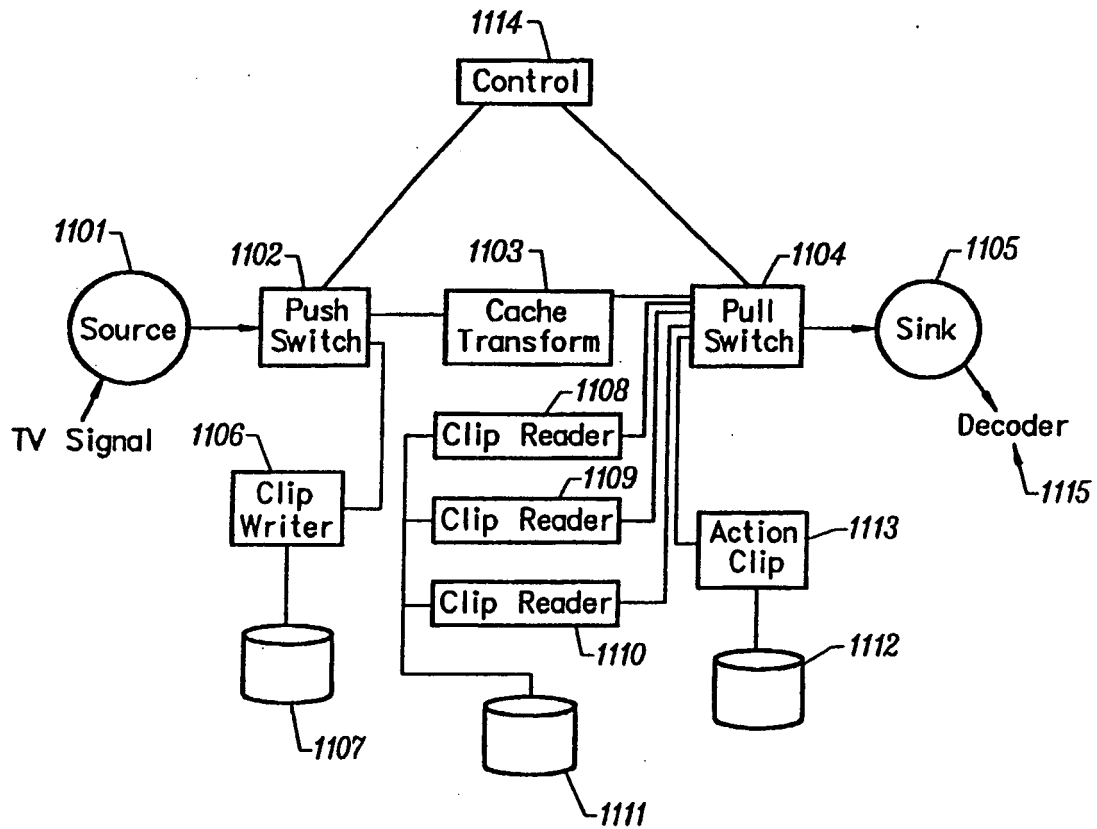 1114
Control
1101
1102
1103
1104
1105
Source
Push
Switch
Cache
Transform
Pull
Switch
Sink
TV Signal
1106
Clip
Writer
1107
1108
Clip Reader
1109
Clip Reader
Clip Reader
1110
1111
Action
Clip
1113
1112
Decoder
1115